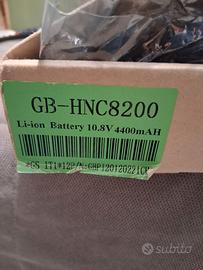 GB-HNC8200
Li-ion Battery 10.8V 4400mAH
subito